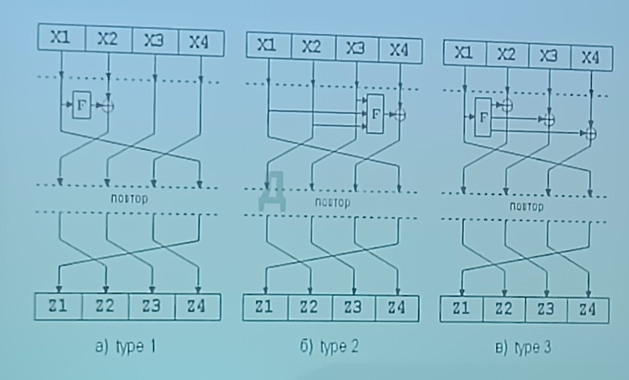 X1 X2 X3 X4
F
повтор
Z1 Z2 Z3 Z4
а) type 1
X1 X2 X3 X4
F
Д
повтор
Z1 Z2 Z3 Z4
б) type 2
X1 X2 X3 X4
F
повтор
Z1 Z2 Z3 Z4
в) type 3